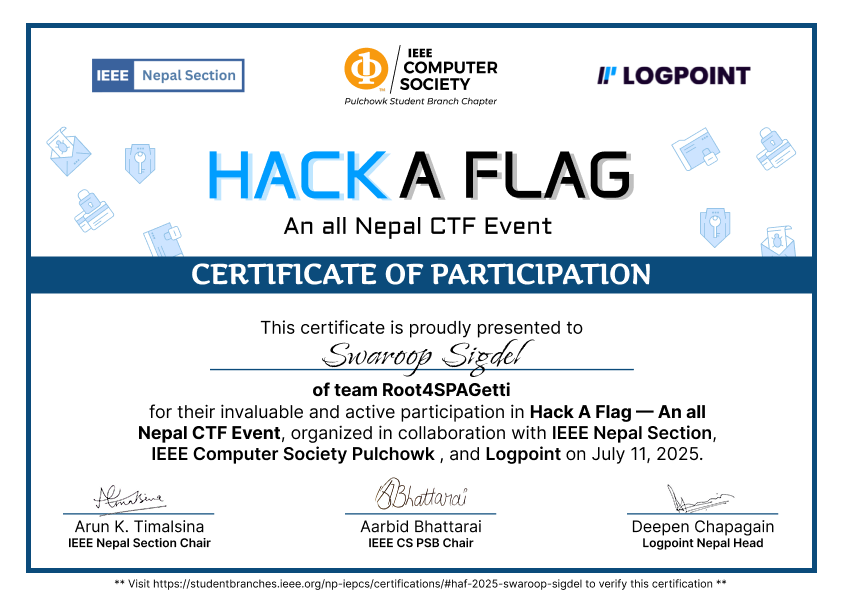 IEEE Nepal Section
IEEE
COMPUTER
SOCIETY
TM
Pulchowk Student Branch Chapter
LOGPOINT
HACK A FLAG
An all Nepal CTF Event
CERTIFICATE OF PARTICIPATION
This certificate is proudly presented to
Swaroop Sigdel
of team Root4SPAGetti
for their invaluable and active participation in Hack A Flag — An all
Nepal CTF Event, organized in collaboration with IEEE Nepal Section,
IEEE Computer Society Pulchowk , and Logpoint on July 11, 2025.
ABhattarai
Arun K. Timalsina
IEEE Nepal Section Chair
Aarbid Bhattarai
IEEE CS PSB Chair
Deepen Chapagain
Logpoint Nepal Head
** Visit https://studentbranches.ieee.org/np-iepcs/certifications/#haf-2025-swaroop-sigdel to verify this certification **